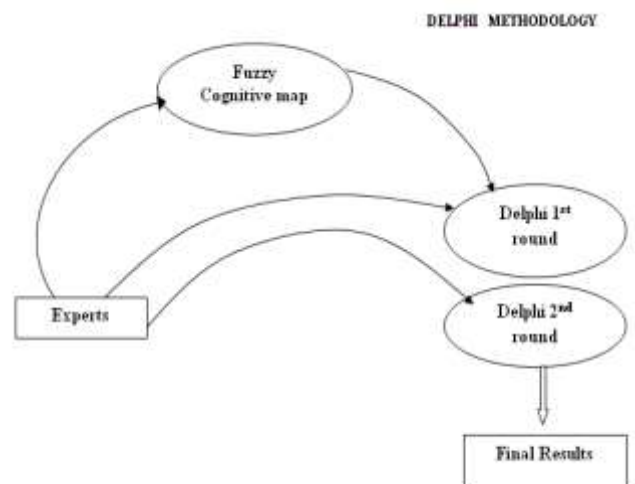 DELPHI METHODOLOGY
Fuzzy
Cognitive map
Delphi 1st
round
Experts
Delphi 2nd
round
Final Results